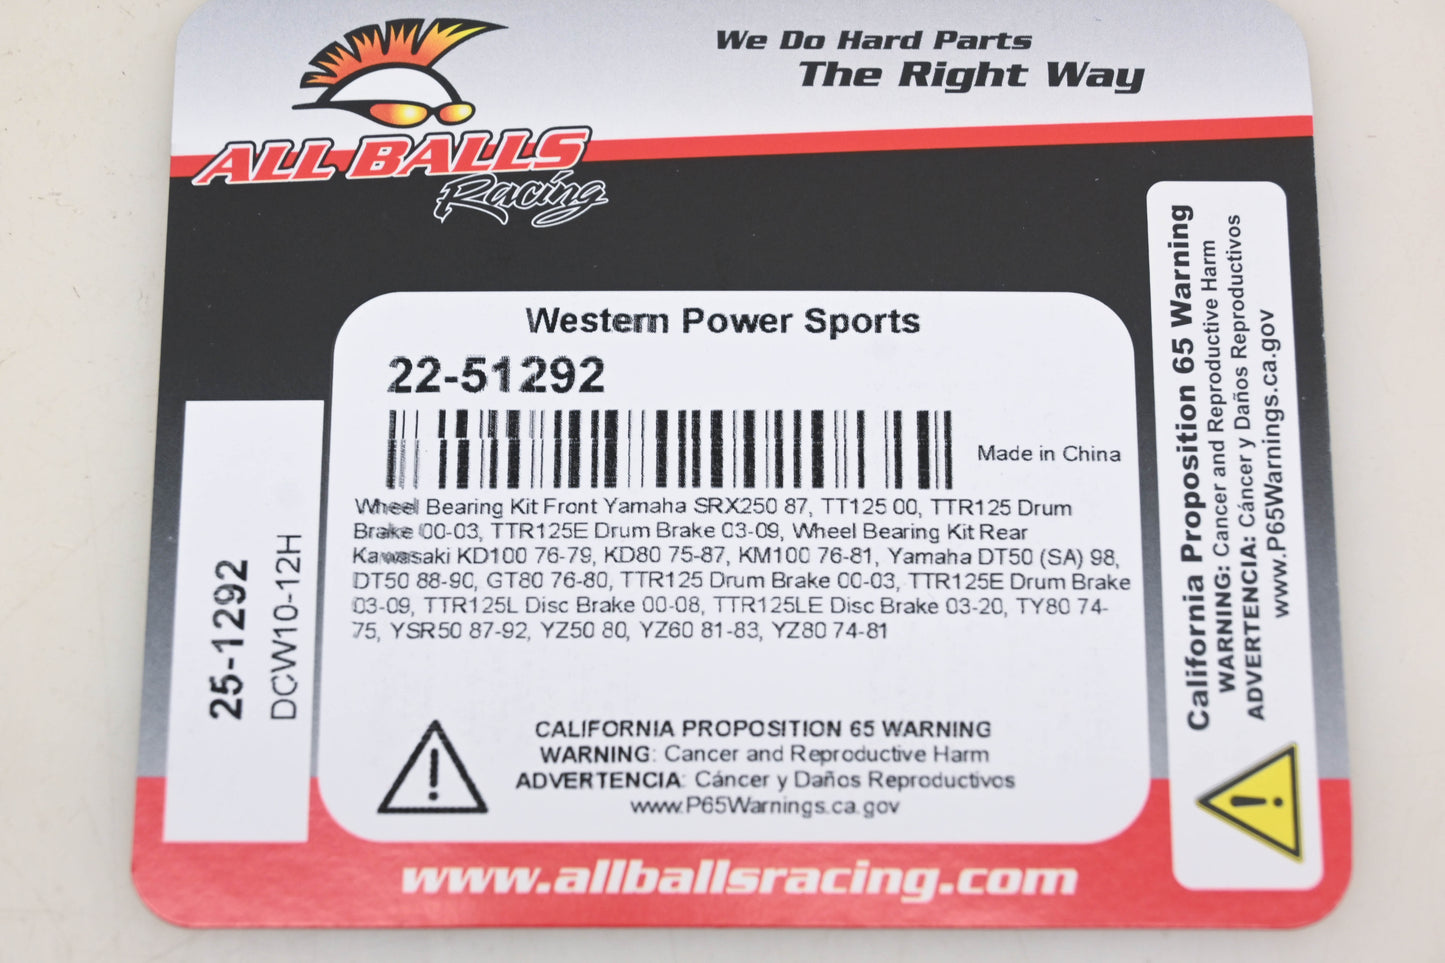 We Do Hard Parts
The Right Way
ALL BALLS
Racing
Western Power Sports
22-51292
Made in China
Wheel Bearing Kit Front Yamaha SRX250 87, TT125 00, TTR125 Drum
Brake 00-03, TTR125E Drum Brake 03-09, Wheel Bearing Kit Rear
Kawasaki KD100 76-79, KD80 75-87, KM100 76-81, Yamaha DT50 (SA) 98,
DT50 88-90, GT80 76-80, TTR125 Drum Brake 00-03, TTR125E Drum Brake
03-09, TTR125L Disc Brake 00-08, TTR125LE Disc Brake 03-20, TY80 74-
75, YSR50 87-92, YZ50 80, YZ60 81-83, YZ80 74-81
CALIFORNIA PROPOSITION 65 WARNING
WARNING: Cancer and Reproductive Harm
ADVERTENCIA: Cáncer y Daños Reproductivos
www.P65Warnings.ca.gov
25-1292
DCW10-12H
California Proposition 65 Warning
WARNING: Cancer and Reproductive Harm
ADVERTENCIA: Cáncer y Daños Reproductivos
www.P65Warnings.ca.gov
www.allballsracing.com